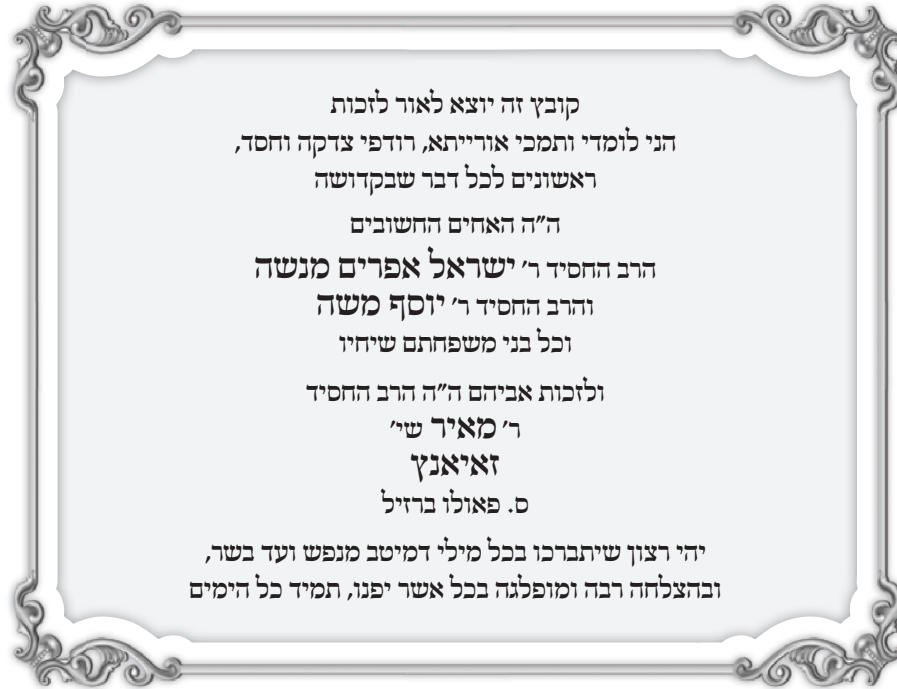 קובץ זה יוצא לאור לזכות
הני לומדי ותמכי אורייתא, רודפי צדקה וחסד,
ראשונים לכל דבר שבקדושה
ה״ה האחים החשובים
הרב החסיד ר׳ ישראל אפרים מנשה
והרב החסיד ר׳ יוסף משה
וכל בני משפחתם שיחיו
ולזכות אביהם ה״ה הרב החסיד
ר׳ מאיר שי׳
זאיאנץ
ס. פאולו ברזיל
יהי רצון שיתברכו בכל מילי דמיטב מנפש ועד בשר,
ובהצלחה רבה ומופלגה בכל אשר יפנו, תמיד כל הימים